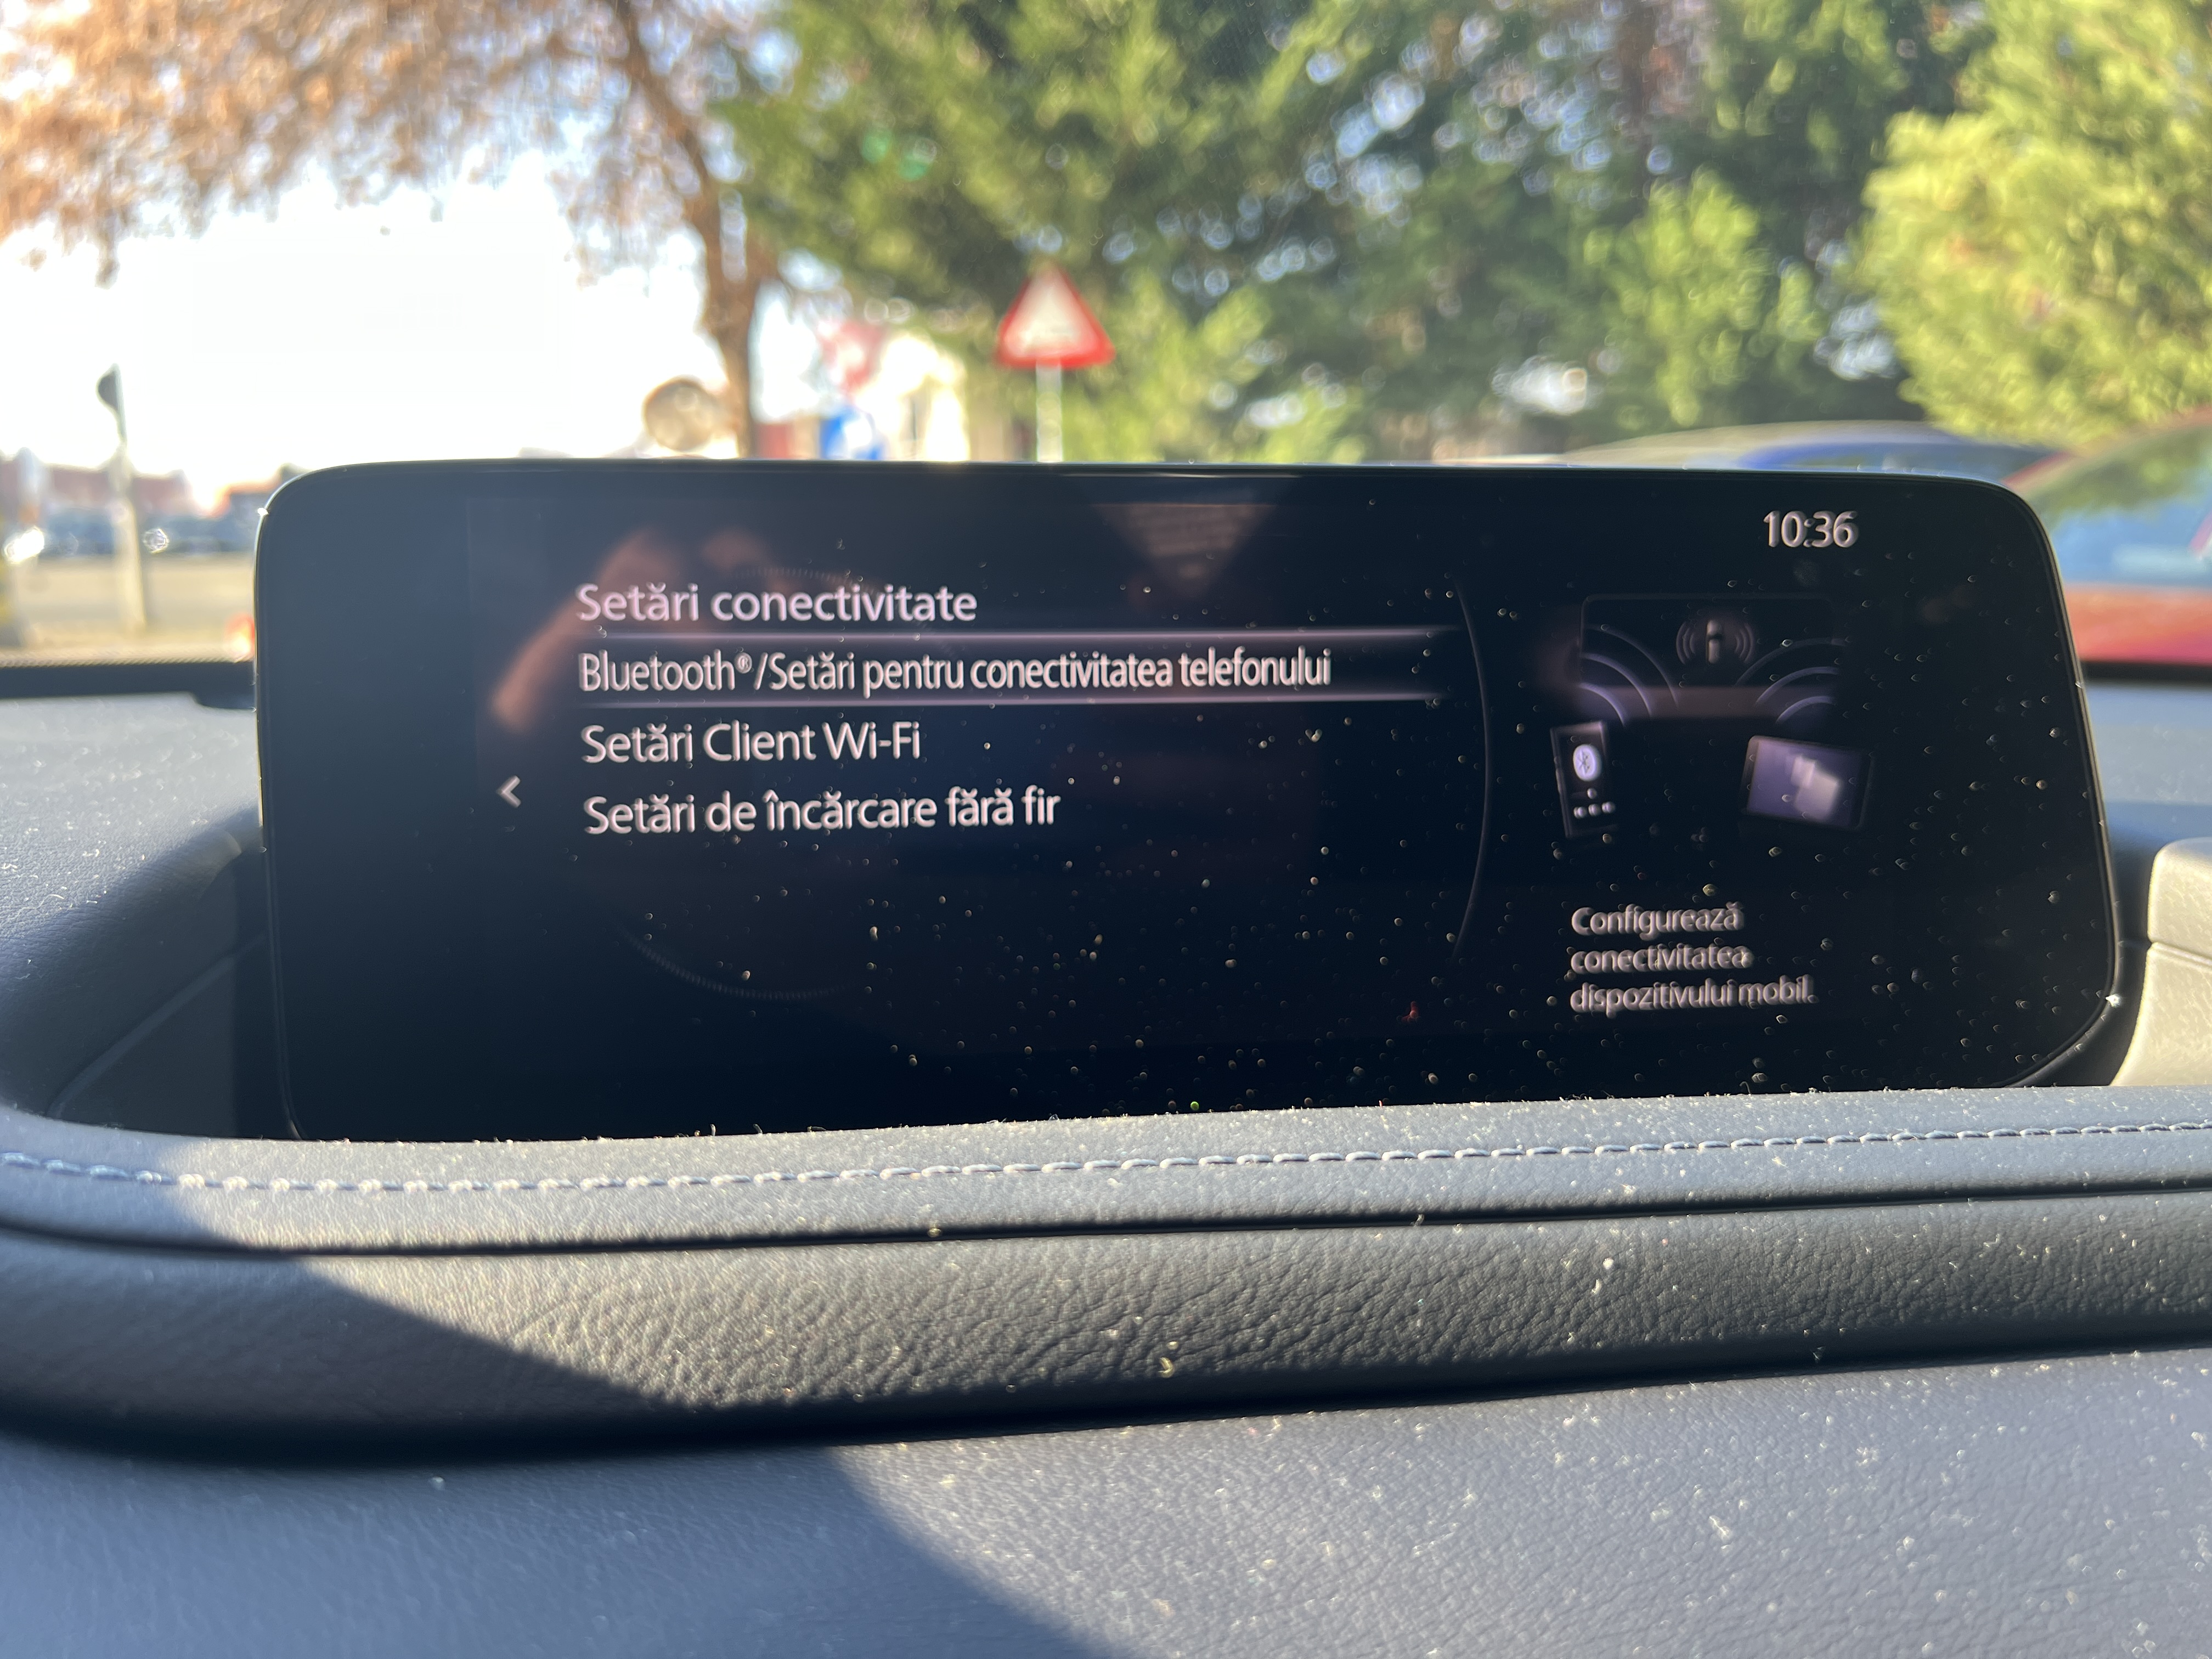 10:36
Setări conectivitate
Bluetooth®/Setări pentru conectivitatea telefonului
Setări Client Wi-Fi
Setări de încărcare fără fir
Configurează
conectivitatea
dispozitivului mobil.